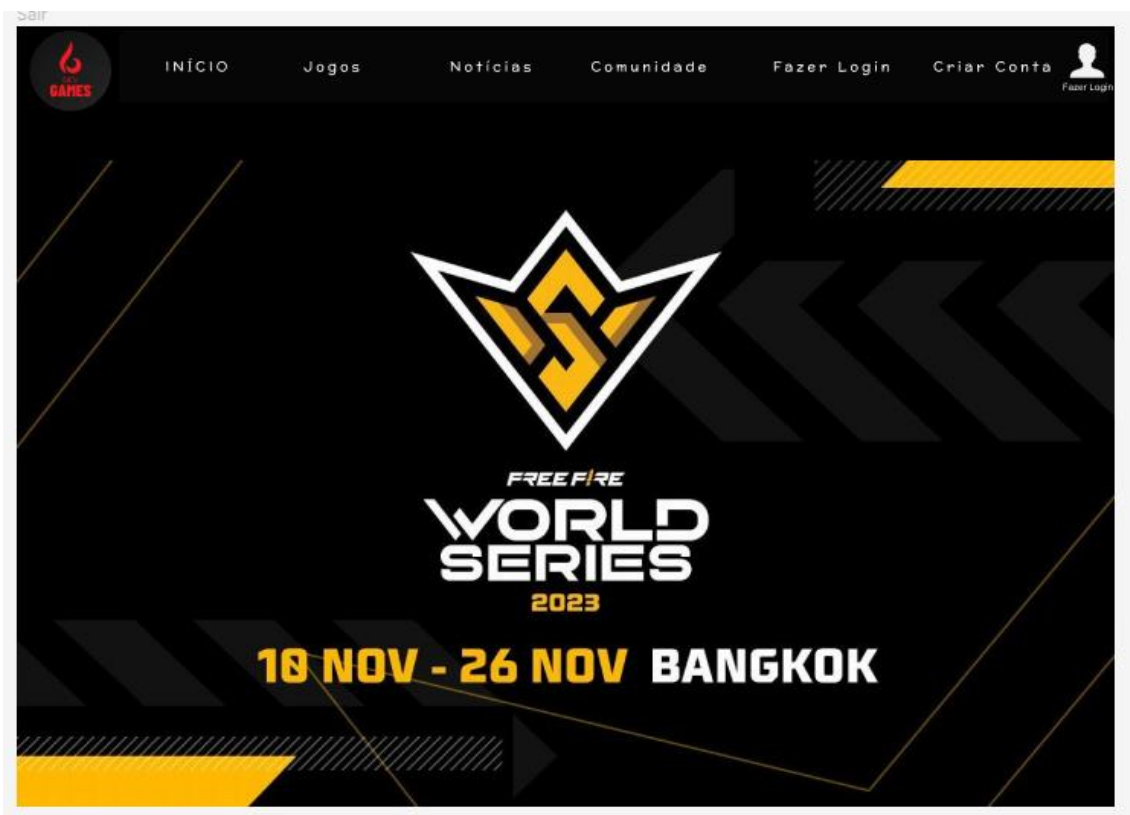 Sair
INÍCIO Jogos Notícias Comunidade Fazer Login Criar Conta
Fazer Login
GAMES
FREE FIRE
WORLD
SERIES
2023
10 NOV - 26 NOV BANGKOK